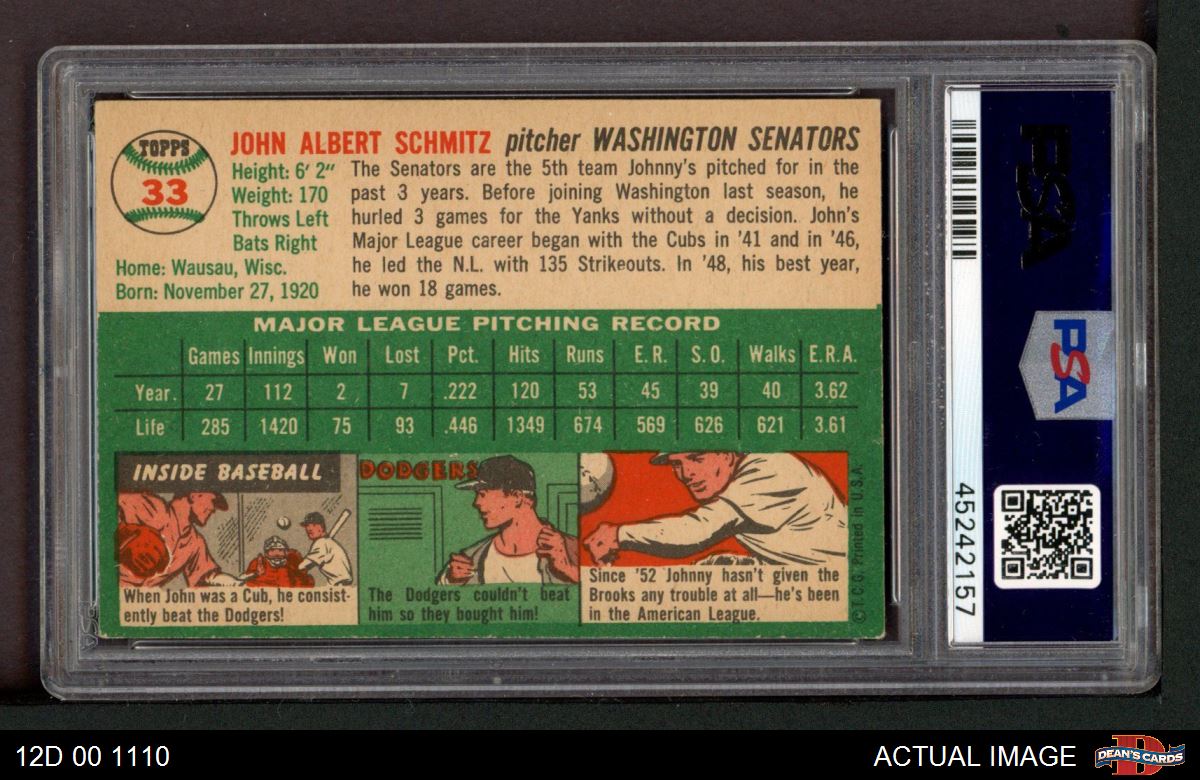 TOPPS
33
JOHN ALBERT SCHMITZ pitcher WASHINGTON SENATORS
Height: 6' 2"
Weight: 170
Throws Left
Bats Right
Home: Wausau, Wisc.
Born: November 27, 1920
The Senators are the 5th team Johnny's pitched for in the
past 3 years. Before joining Washington last season, he
hurled 3 games for the Yanks without a decision. John's
Major League career began with the Cubs in '41 and in '46,
he led the N.L. with 135 Strikeouts. In '48, his best year,
he won 18 games.
MAJOR LEAGUE PITCHING RECORD
Games Innings Won Lost Pct. Hits Runs E.R. S.O. Walks E.R.A.
Year. 27 112 2 7 .222 120 53 45 39 40 3.62
Life 285 1420 75 93 .446 1349 674 569 626 621 3.61
INSIDE BASEBALL
When John was a Cub, he consist-
ently beat the Dodgers!
DODGERS
The Dodgers couldn't beat
him so they bought him!
Since '52 Johnny hasn't given the
Brooks any trouble at all—he's been
in the American League.
© T.C.G. Printed in U.S.A.
PSA
PSA
45242157
12D 00 1110
ACTUAL IMAGE
DEAN'S CARDS